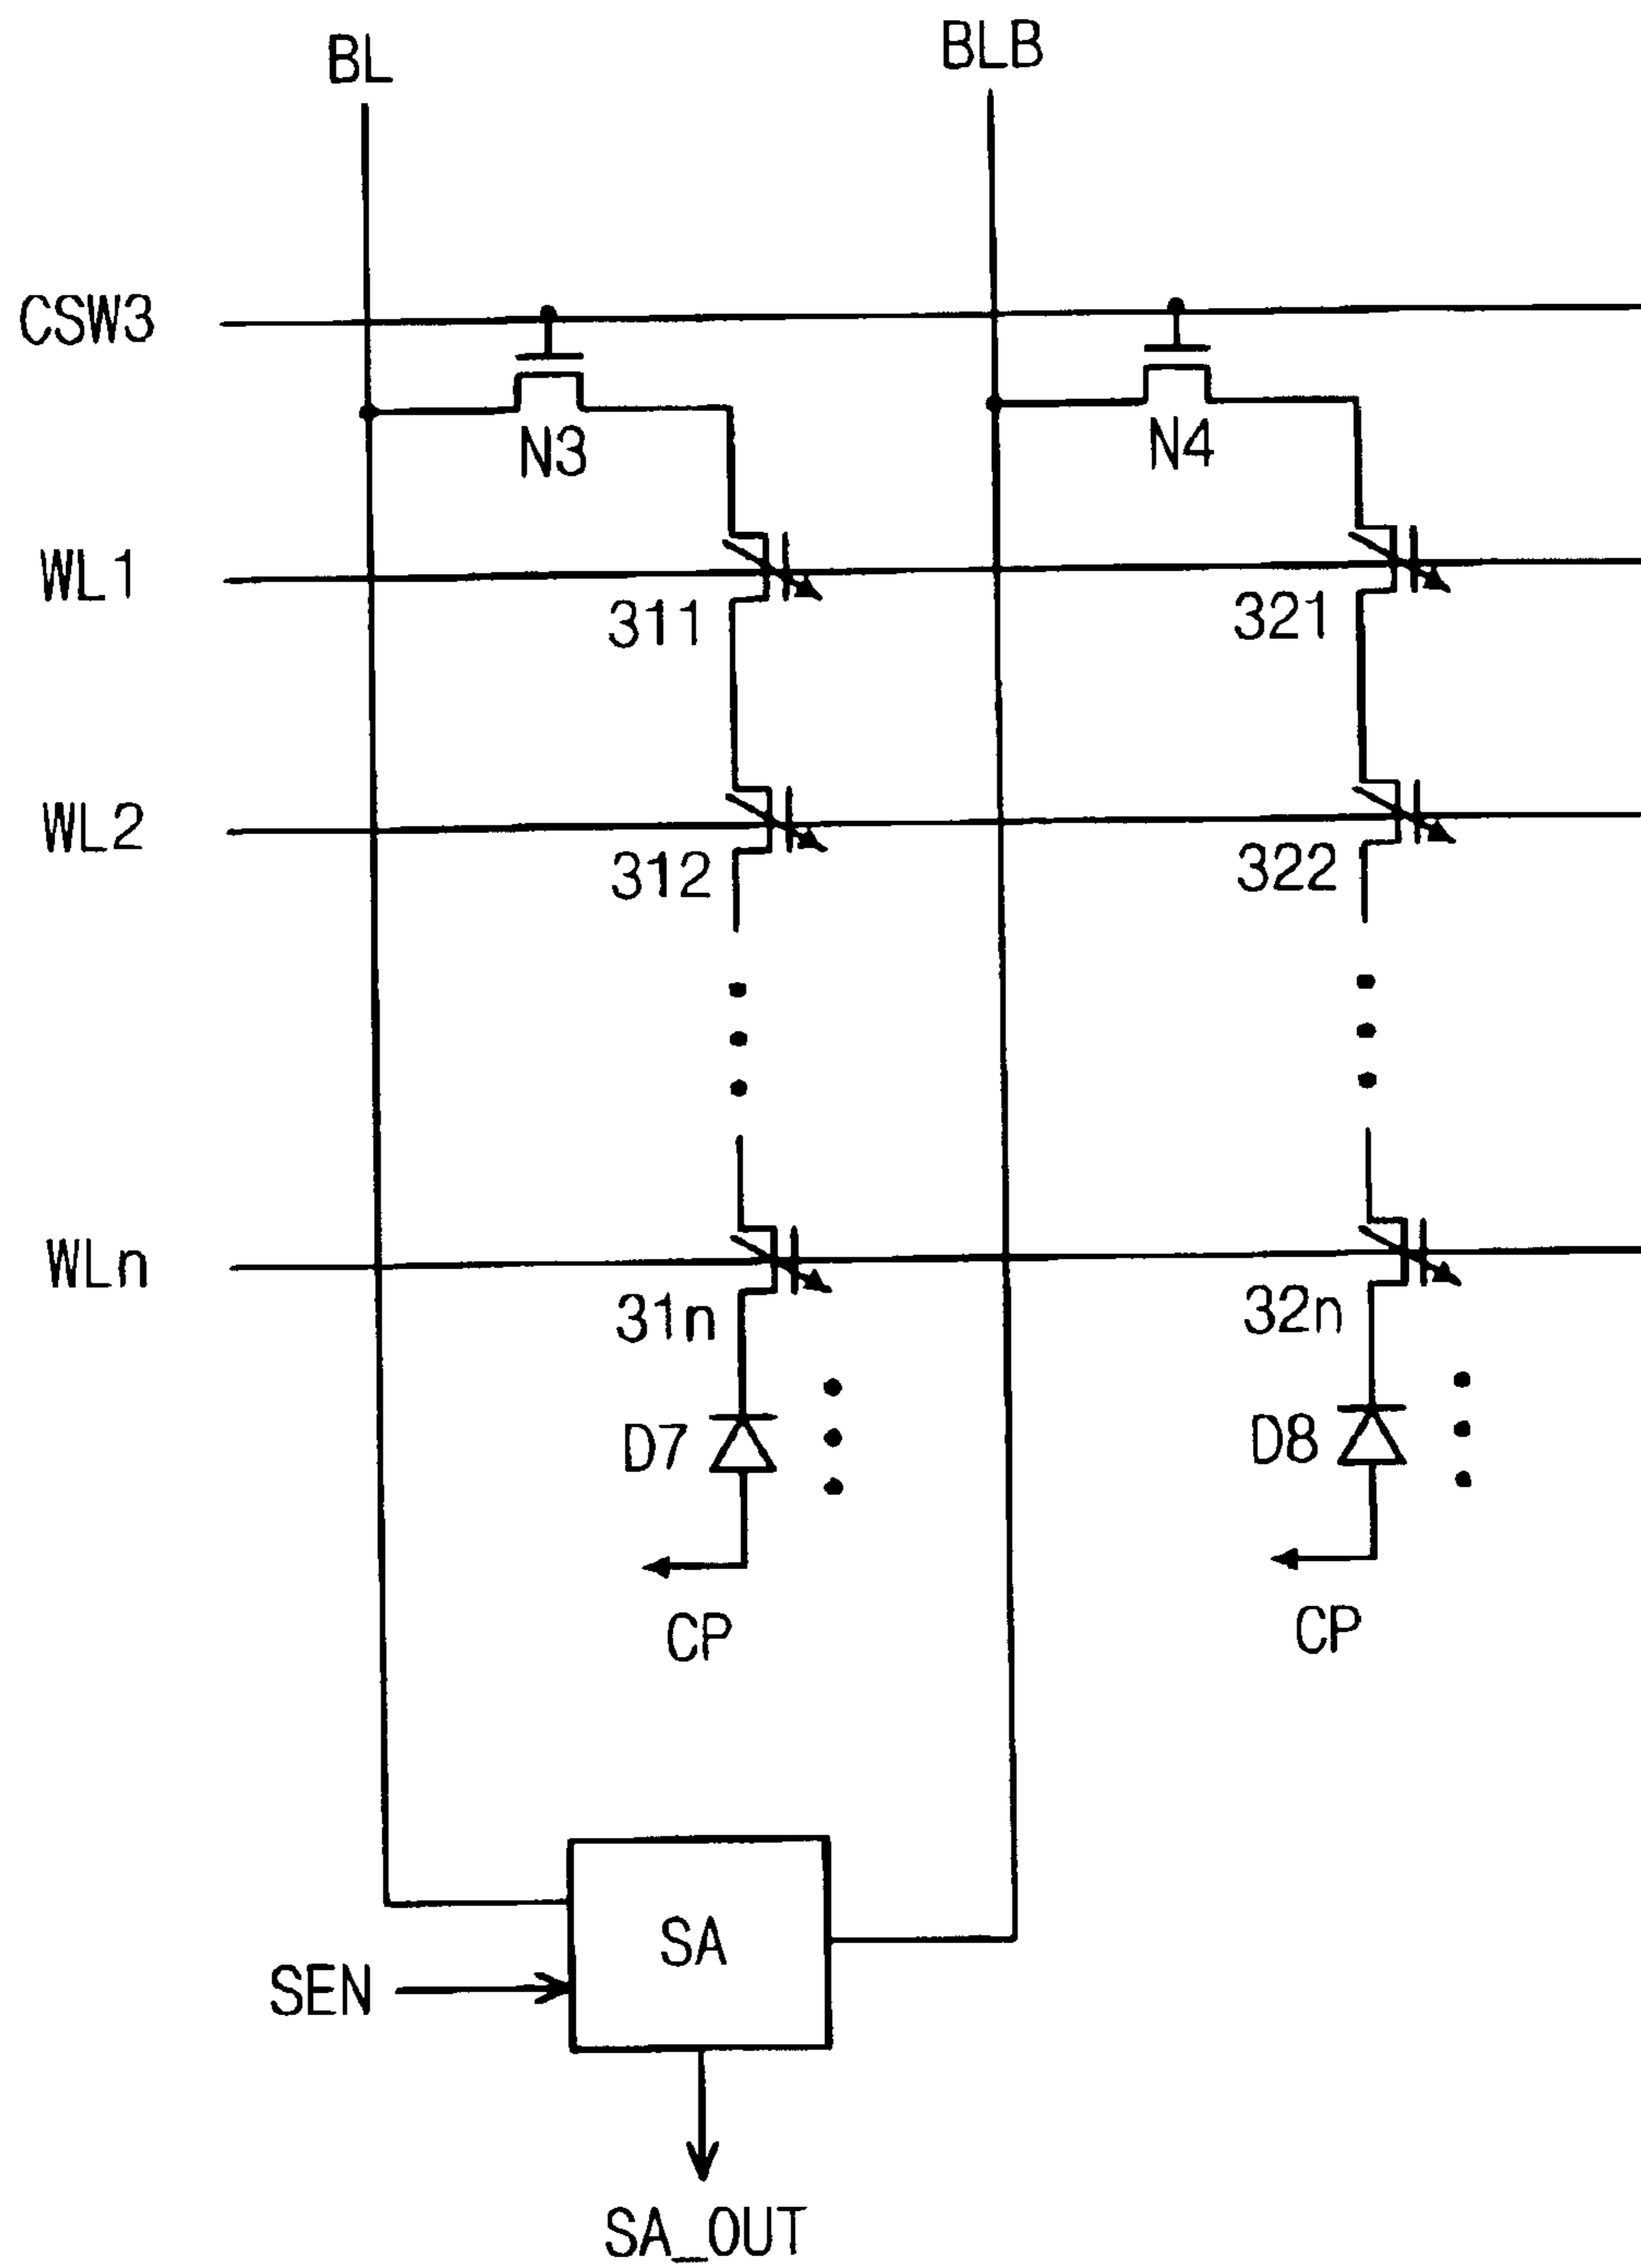 BL
BLB
CSW3
N3
N4
WL1
311
321
WL2
312
322
WLn
31n
32n
D7
D8
CP
CP
SA
SEN
SA_OUT